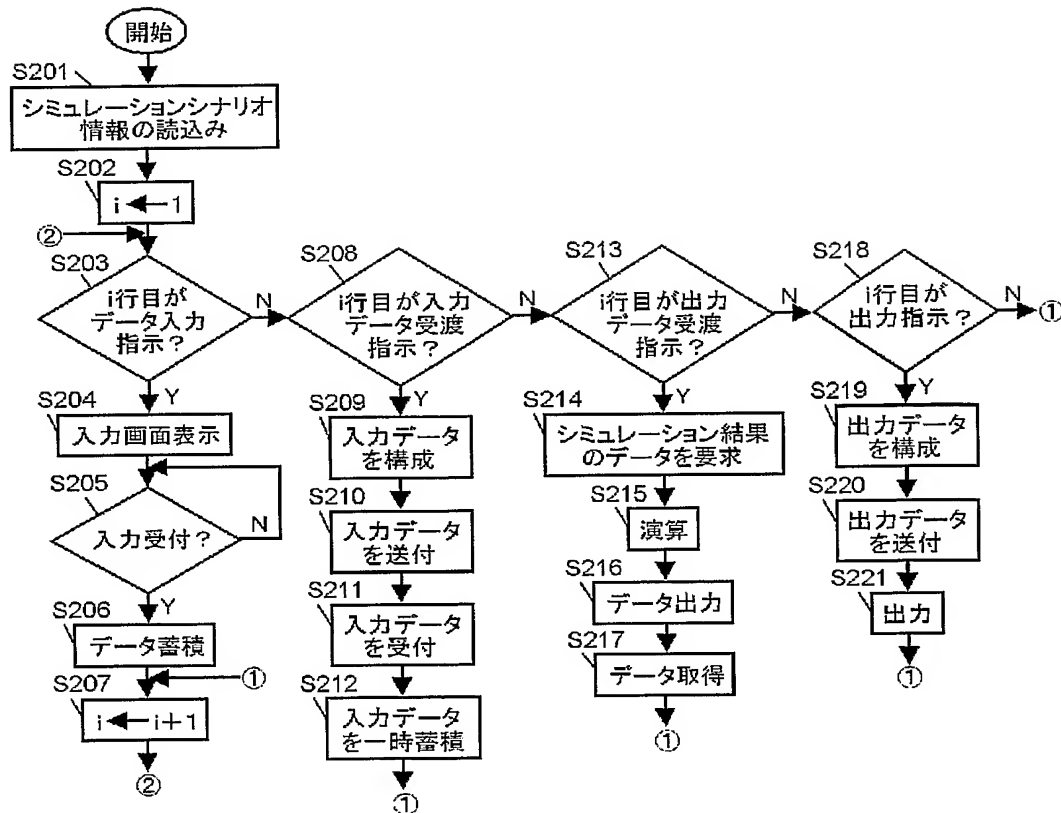 開始
S201
シミュレーションシナリオ
情報の読込み
S202
i ← 1
②
S203
i行目が
データ入力
指示？
N
Y
S204
入力画面表示
S205
入力受付？
N
Y
S206
データ蓄積
①
S207
i ← i+1
②
S208
i行目が入力
データ受渡
指示？
N
Y
S209
入力データ
を構成
S210
入力データ
を送付
S211
入力データ
を受付
S212
入力データ
を一時蓄積
①
S213
i行目が出力
データ受渡
指示？
N
Y
S214
シミュレーション結果
のデータを要求
S215
演算
S216
データ出力
S217
データ取得
①
S218
i行目が
出力指示？
N
①
Y
S219
出力データ
を構成
S220
出力データ
を送付
S221
出力
①